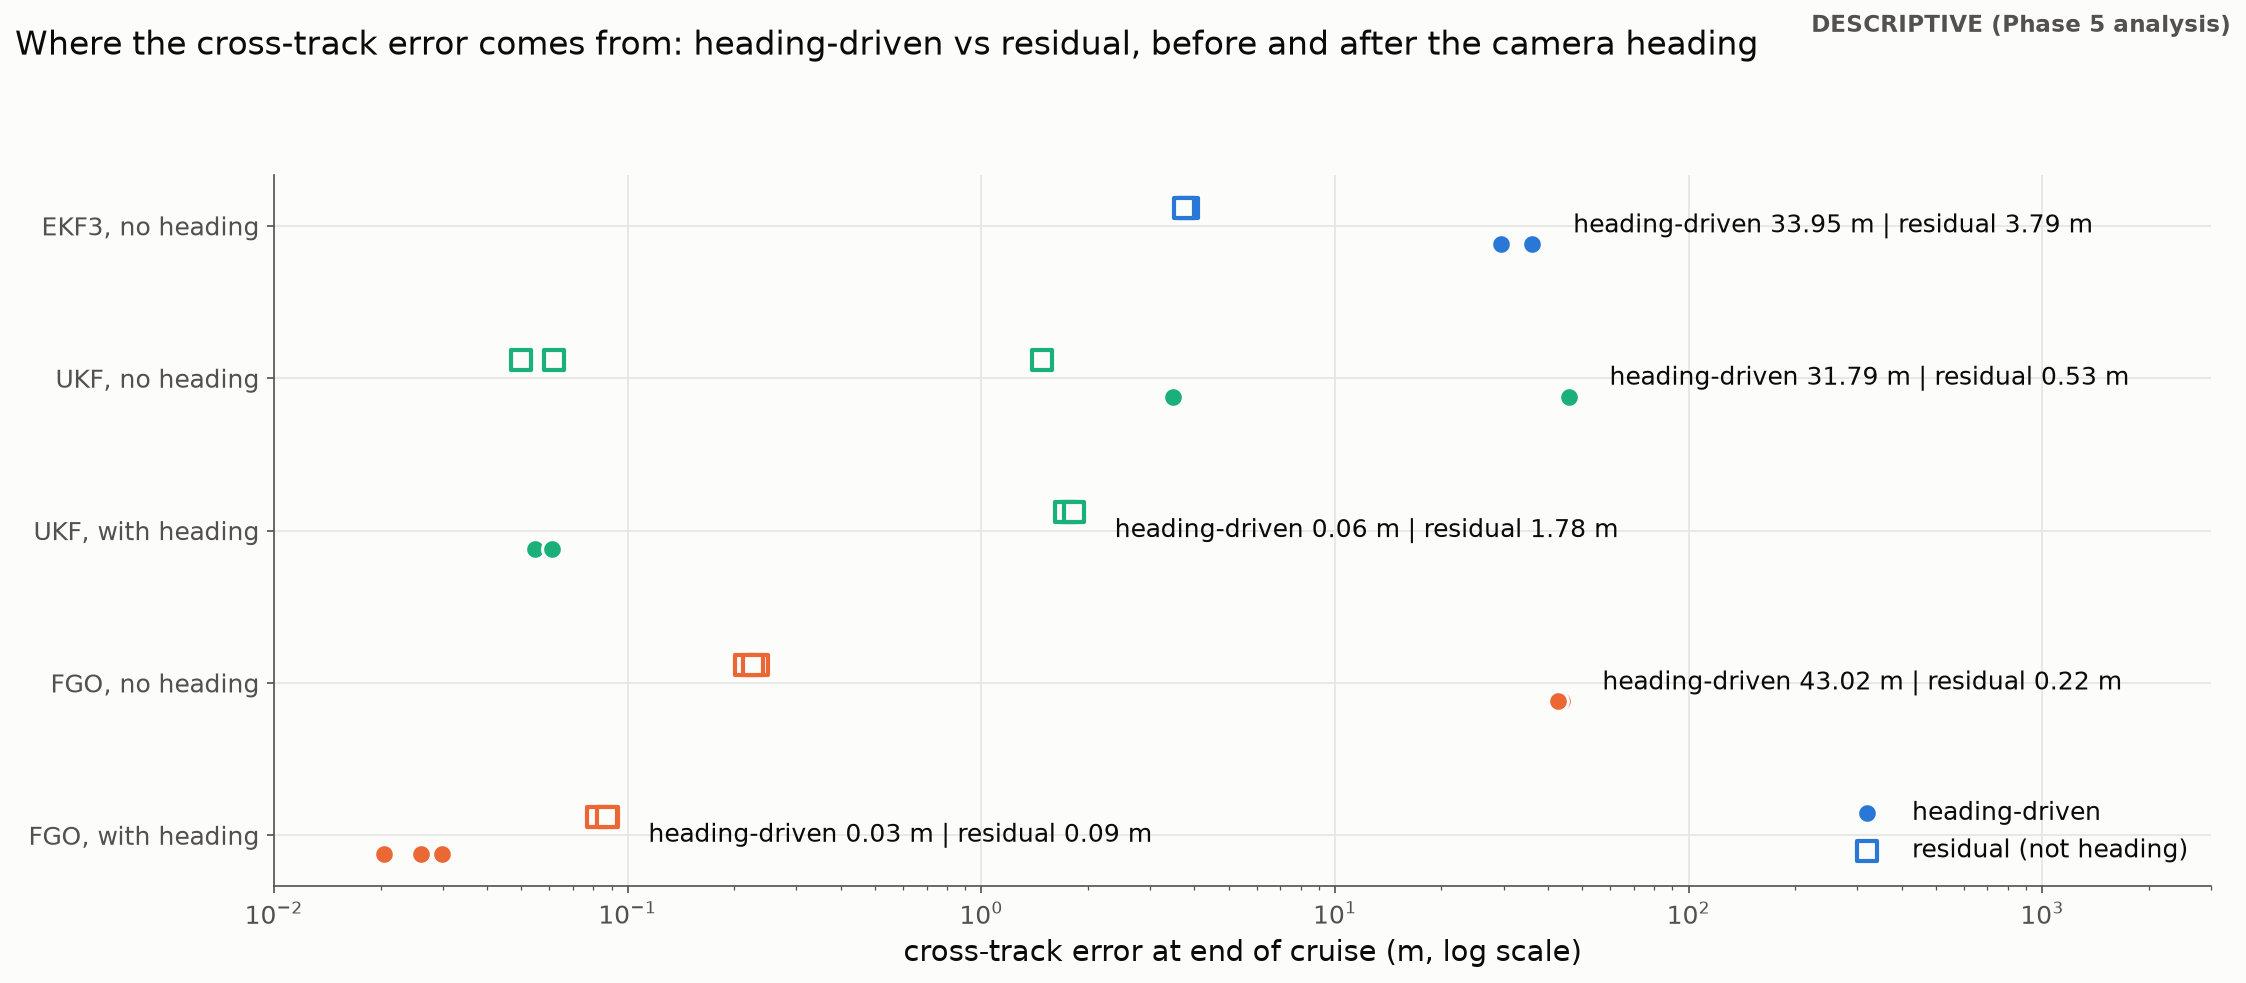 DESCRIPTIVE (Phase 5 analysis)
Where the cross-track error comes from: heading-driven vs residual, before and after the camera heading
EKF3, no heading
heading-driven 33.95 m | residual 3.79 m
UKF, no heading
heading-driven 31.79 m | residual 0.53 m
UKF, with heading
heading-driven 0.06 m | residual 1.78 m
FGO, no heading
heading-driven 43.02 m | residual 0.22 m
FGO, with heading
heading-driven 0.03 m | residual 0.09 m
heading-driven
residual (not heading)
10⁻² 10⁻¹ 10⁰ 10¹ 10² 10³
cross-track error at end of cruise (m, log scale)